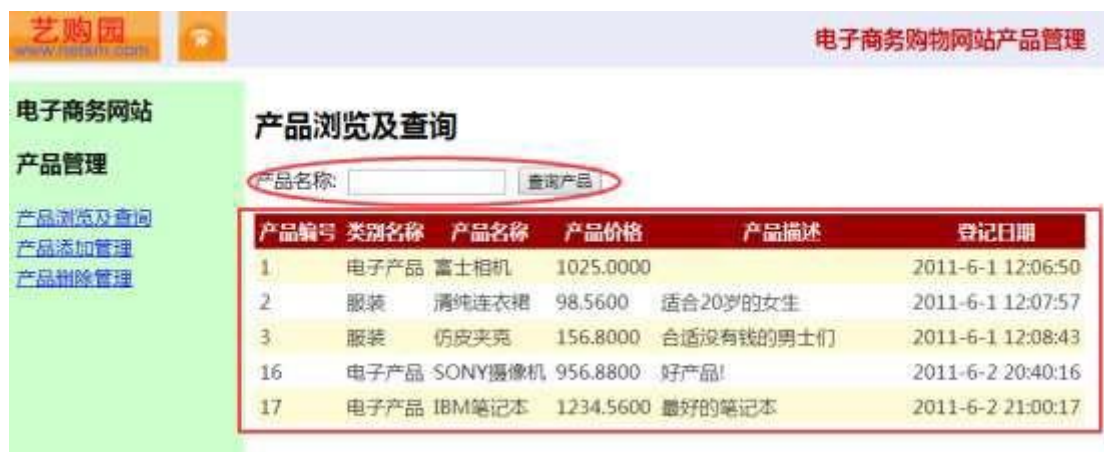 艺购园
电子商务购物网站产品管理
电子商务网站
产品管理
产品浏览及查询
产品添加管理
产品删除管理
产品浏览及查询
产品名称: 查询产品
产品编号 类别名称 产品名称 产品价格 产品描述 登记日期
1 电子产品 富士相机 1025.0000 2011-6-1 12:06:50
2 服装 清纯连衣裙 98.5600 适合20岁的女生 2011-6-1 12:07:57
3 服装 仿皮夹克 156.8000 合适没有钱的男士们 2011-6-1 12:08:43
16 电子产品 SONY摄像机 956.8800 好产品! 2011-6-2 20:40:16
17 电子产品 IBM笔记本 1234.5600 最好的笔记本 2011-6-2 21:00:17